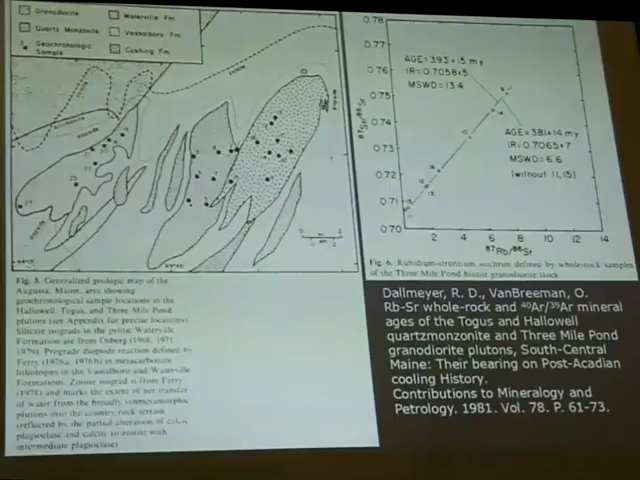 Granodiorite
Quartz Monzonite
Geochronologic
Sample
Waterville Fm
Vassalboro Fm
Cushing Fm
0.78
0.77
0.76
0.75
0.74
0.73
0.72
0.71
0.70
2 4 6 8 10 12 14
87Sr/86Sr
87Rb/86Sr
AGE=393±15 my
IR=0.7058±5
MSWD=13.4
AGE=381±14 my
IR=0.7065±7
MSWD=6.6
(without 11,15)
Fig. 6. Rubidium-strontium isochron defined by whole-rock samples
of the Three Mile Pond biotite granodiorite stock
Fig. 3. Generalized geologic map of the
Augusta, Maine, area showing
geochronological sample locations in the
Hallowell, Togus, and Three Mile Pond
plutons (see Appendix for precise locations).
Silicate isograds in the pelitic Waterville
Formation are from Osberg (1968, 1971,
1979). Prograde diopside reaction defined by
Ferry (1976a, 1976b) in metacarbonate
lithologies in the Vassalboro and Waterville
Formations. Zoisite isograd is from Ferry
(1978) and marks the extent of
of water from the broadly synmetamorphic
plutons into the country rock terrain
(reflected by the partial alteration of calcic
plagioclase and calcite to zoisite with
intermediate plagioclase)
Dallmeyer, R. D., VanBreeman, O.
Rb-Sr whole-rock and ⁴⁰Ar/³⁹Ar mineral
ages of the Togus and Hallowell
quartzmonzonite and Three Mile Pond
granodiorite plutons, South-Central
Maine: Their bearing on Post-Acadian
cooling History.
Contributions to Mineralogy and
Petrology. 1981. Vol. 78. P. 61-73.